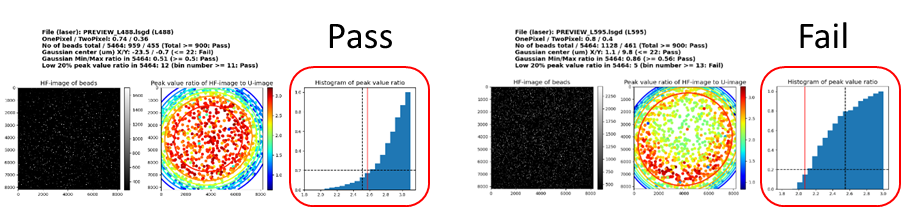 Pass
File (laser): PREVIEW_L488.lsgd (L488)
OnePixel / TwoPixel: 0.74 / 0.36
No of beads total / 5464: 959 / 455 (Total >= 900: Pass)
Gaussian center (um) X/Y: -23.5 / -0.7 (<= 22: Fail)
Gaussian Min/Max ratio in 5464: 0.51 (>= 0.5: Pass)
Low 20% peak value ratio in 5464: 12 (bin number >= 11: Pass)
HF-image of beads
Peak value ratio of HF-image to U-image
Histogram of peak value ratio
Fail
File (laser): PREVIEW_L595.lsgd (L595)
OnePixel / TwoPixel: 0.8 / 0.4
No of beads total / 5464: 1128 / 461 (Total >= 900: Pass)
Gaussian center (um) X/Y: 1.1 / 9.8 (<= 22: Pass)
Gaussian Min/Max ratio in 5464: 0.86 (>= 0.56: Pass)
Low 20% peak value ratio in 5464: 5 (bin number >= 13: Fail)
HF-image of beads
Peak value ratio of HF-image to U-image
Histogram of peak value ratio